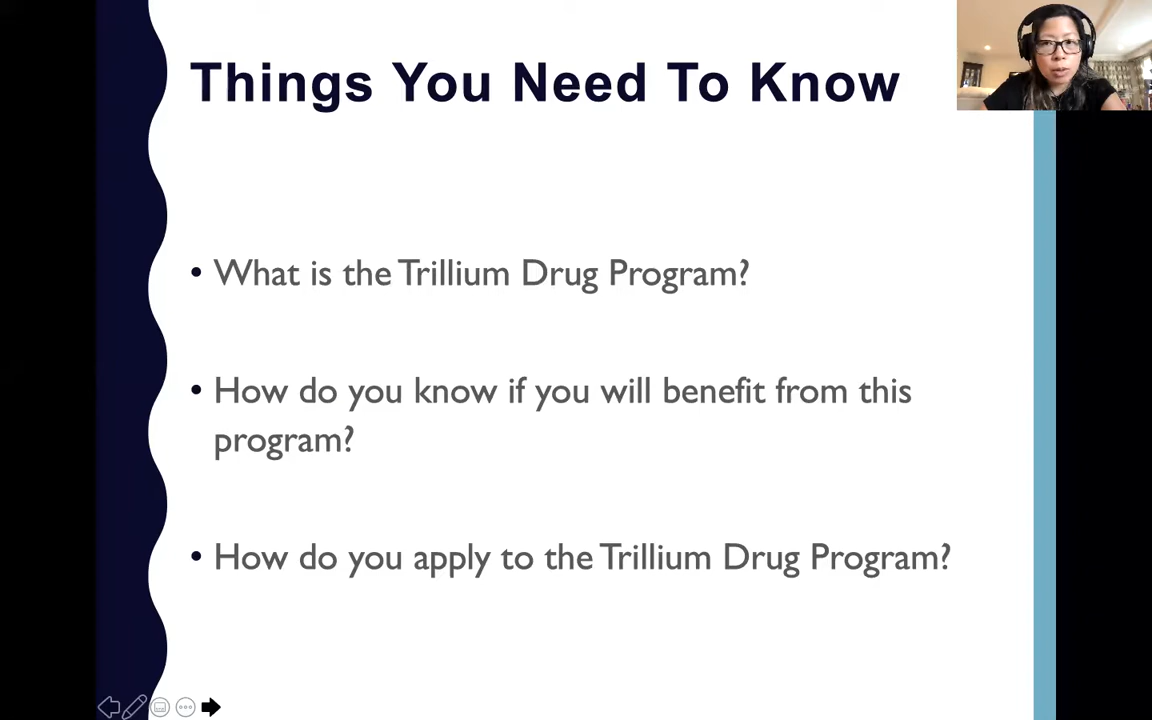 Things You Need To Know
• What is the Trillium Drug Program?
• How do you know if you will benefit from this
program?
• How do you apply to the Trillium Drug Program?